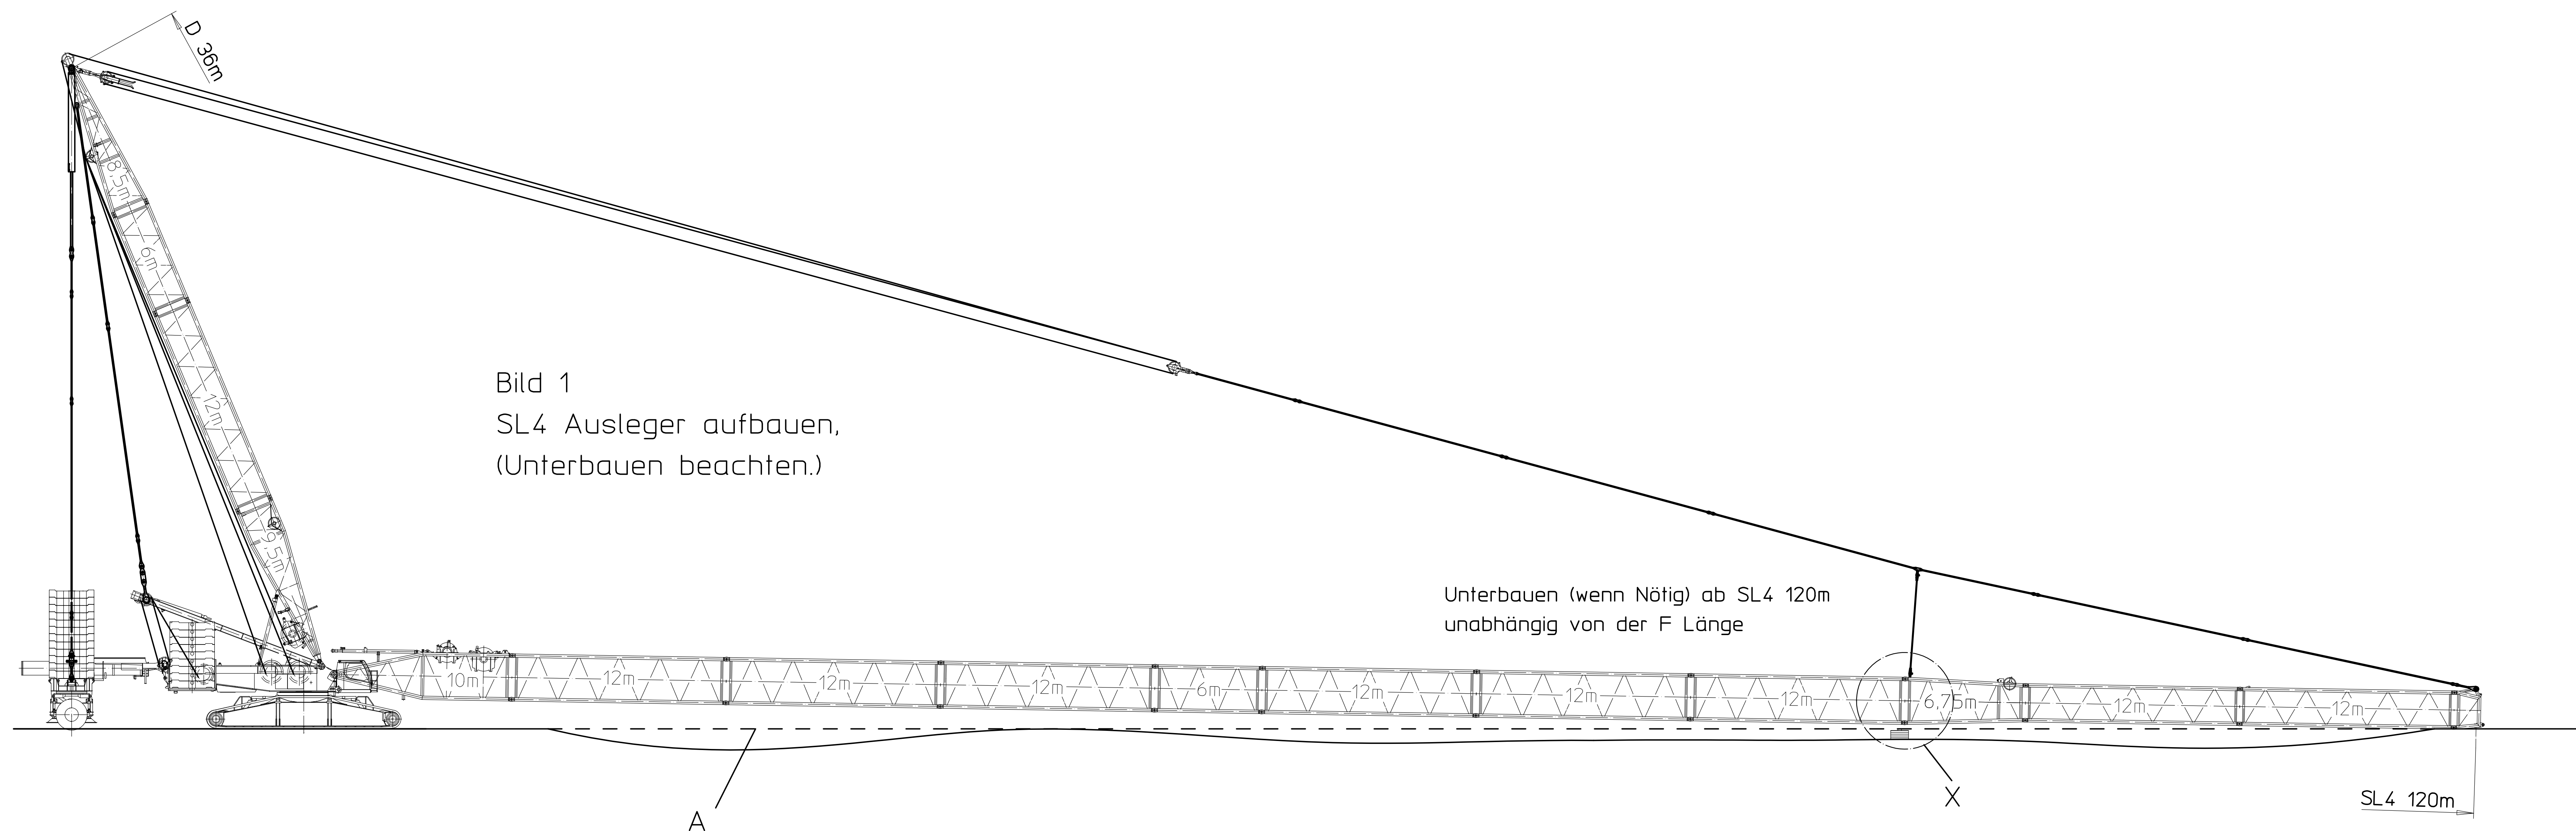 D 36m
8,5m
6m
12m
9,5m
Bild 1
SL4 Ausleger aufbauen,
(Unterbauen beachten.)
Unterbauen (wenn Nötig) ab SL4 120m
unabhängig von der F Länge
10m
12m
12m
12m
6m
12m
12m
12m
6,75m
12m
12m
A
X
SL4 120m